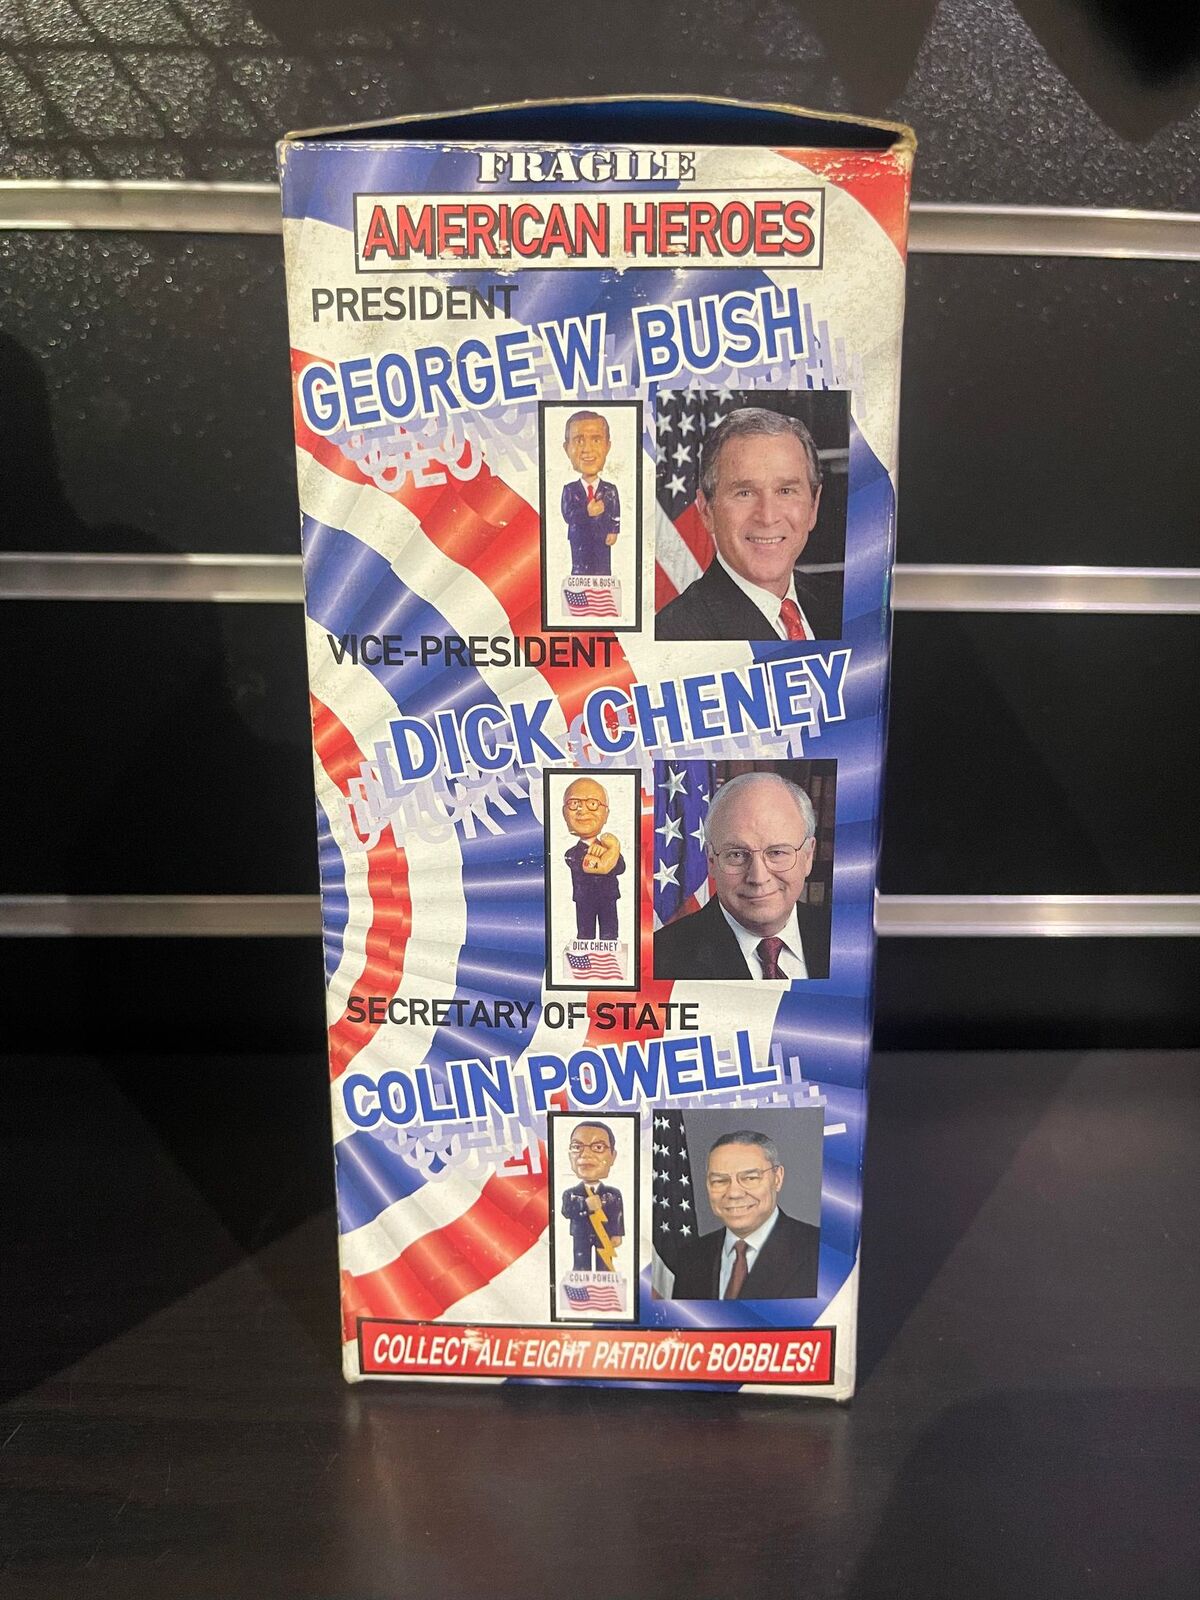 FRAGILE
AMERICAN HEROES
PRESIDENT
GEORGE W. BUSH
GEORGE W. BUSH
VICE-PRESIDENT
DICK CHENEY
DICK CHENEY
SECRETARY OF STATE
COLIN POWELL
COLIN POWELL
COLLECT ALL EIGHT PATRIOTIC BOBBLES!